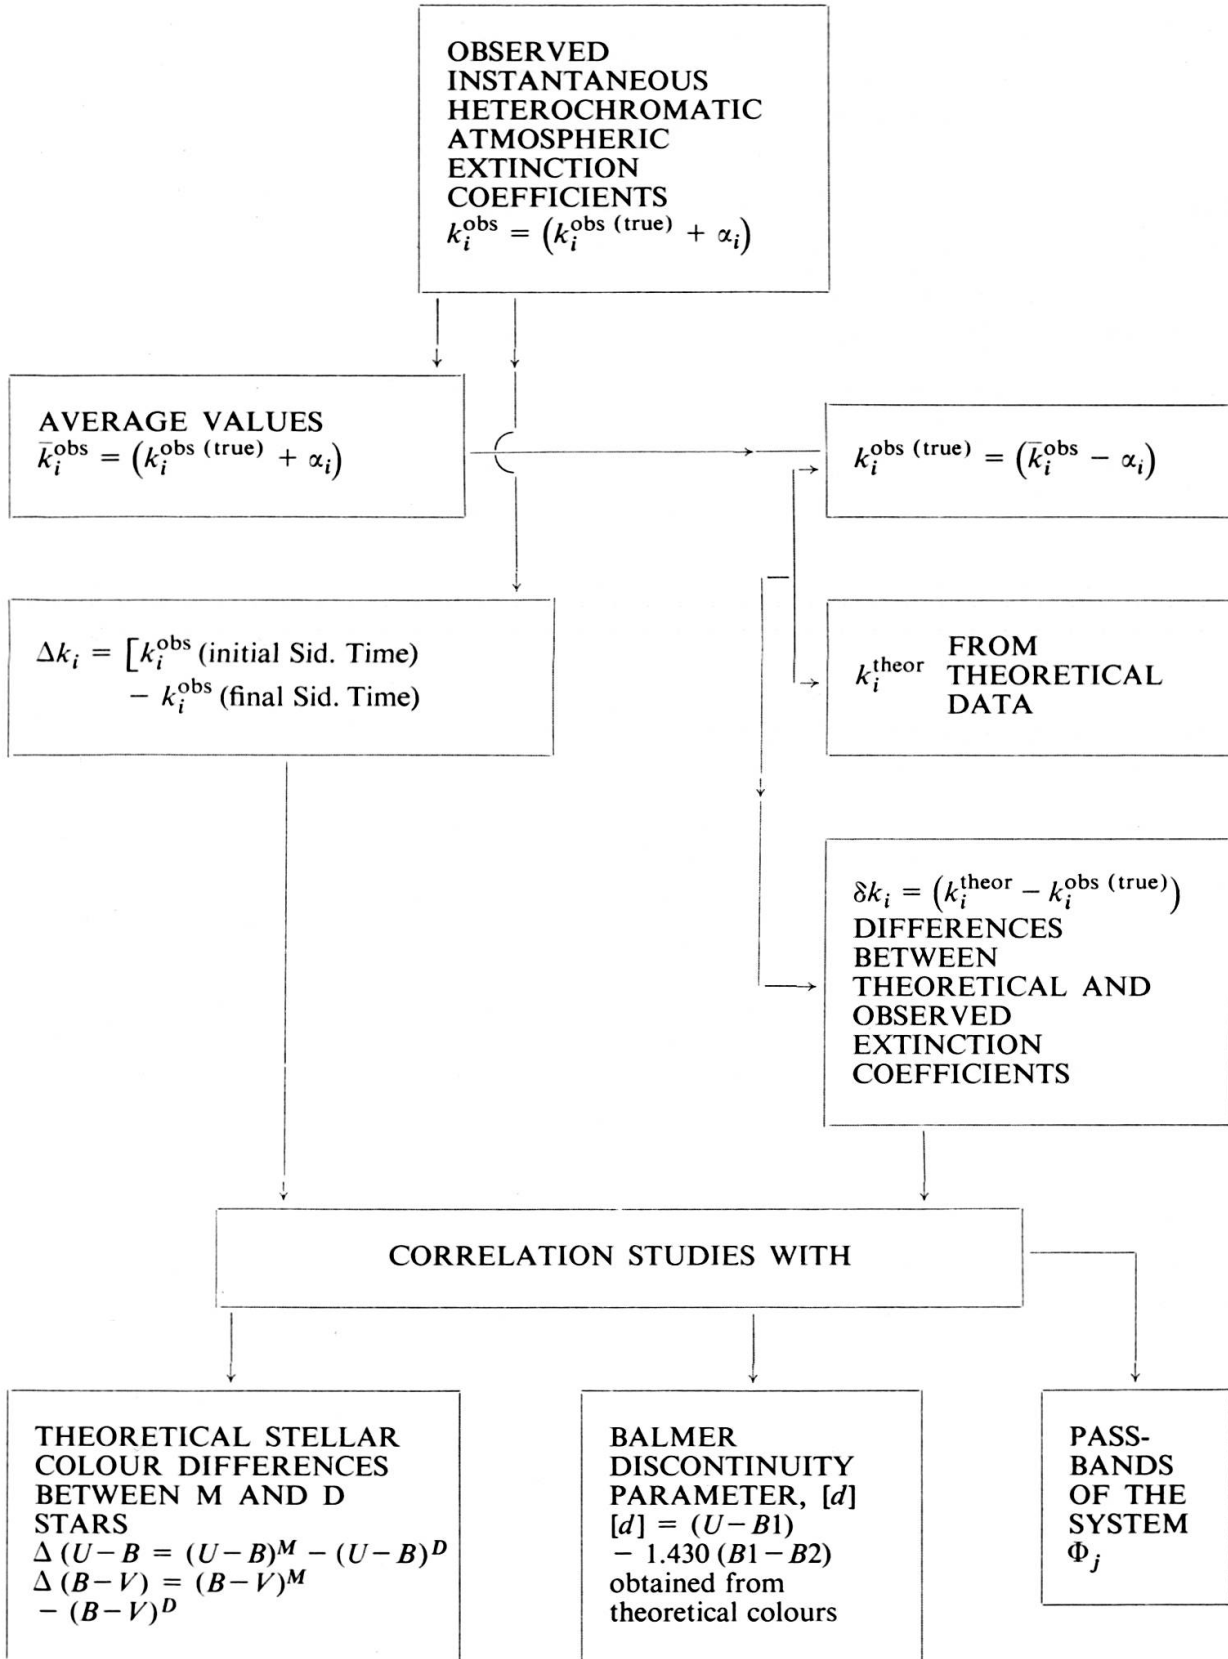 OBSERVED
INSTANTANEOUS
HETEROCHROMATIC
ATMOSPHERIC
EXTINCTION
COEFFICIENTS
k_i^obs = (k_i^obs (true) + α_i)
AVERAGE VALUES
k̄_i^obs = (k_i^obs (true) + α_i)
k_i^obs (true) = (k̄_i^obs − α_i)
Δk_i = [k_i^obs (initial Sid. Time)
− k_i^obs (final Sid. Time)
FROM
k_i^theor THEORETICAL
DATA
δk_i = (k_i^theor − k_i^obs (true))
DIFFERENCES
BETWEEN
THEORETICAL AND
OBSERVED
EXTINCTION
COEFFICIENTS
CORRELATION STUDIES WITH
THEORETICAL STELLAR
COLOUR DIFFERENCES
BETWEEN M AND D
STARS
Δ (U−B = (U−B)^M − (U−B)^D
Δ (B−V) = (B−V)^M
− (B−V)^D
BALMER
DISCONTINUITY
PARAMETER, [d]
[d] = (U−B1)
− 1.430 (B1−B2)
obtained from
theoretical colours
PASS-
BANDS
OF THE
SYSTEM
Φ_j